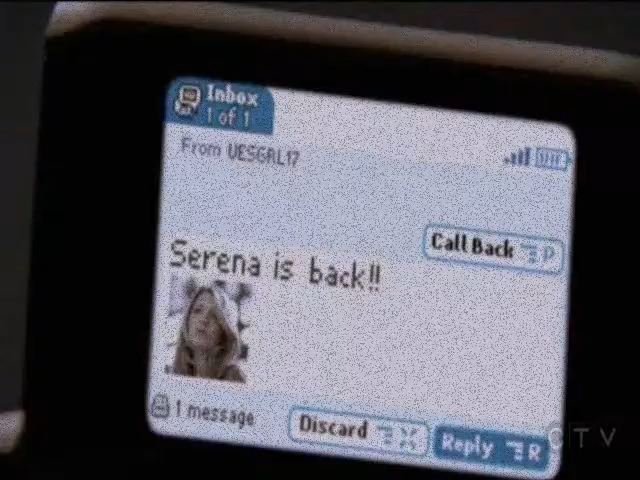 Inbox
1 of 1
From UESGRL17
Call Back P
Serena is back!!
1 message
Discard X
Reply R
CTV